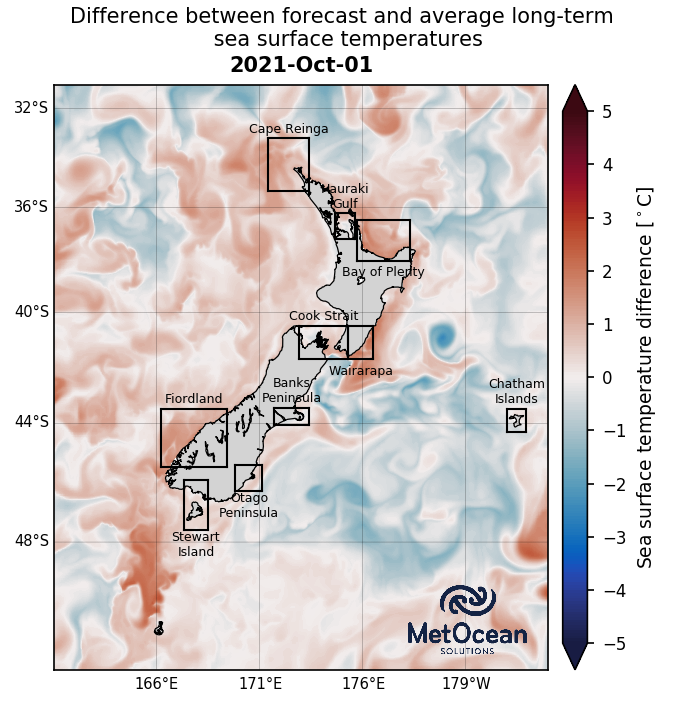 Difference between forecast and average long-term
sea surface temperatures
2021-Oct-01
32°S
36°S
40°S
44°S
48°S
Cape Reinga
Hauraki
Gulf
Bay of Plenty
Cook Strait
Wairarapa
Banks
Peninsula
Fiordland
Chatham
Islands
Otago
Peninsula
Stewart
Island
MetOcean
SOLUTIONS
166°E
171°E
176°E
179°W
5
4
3
2
1
0
−1
−2
−3
−4
−5
Sea surface temperature difference [°C]